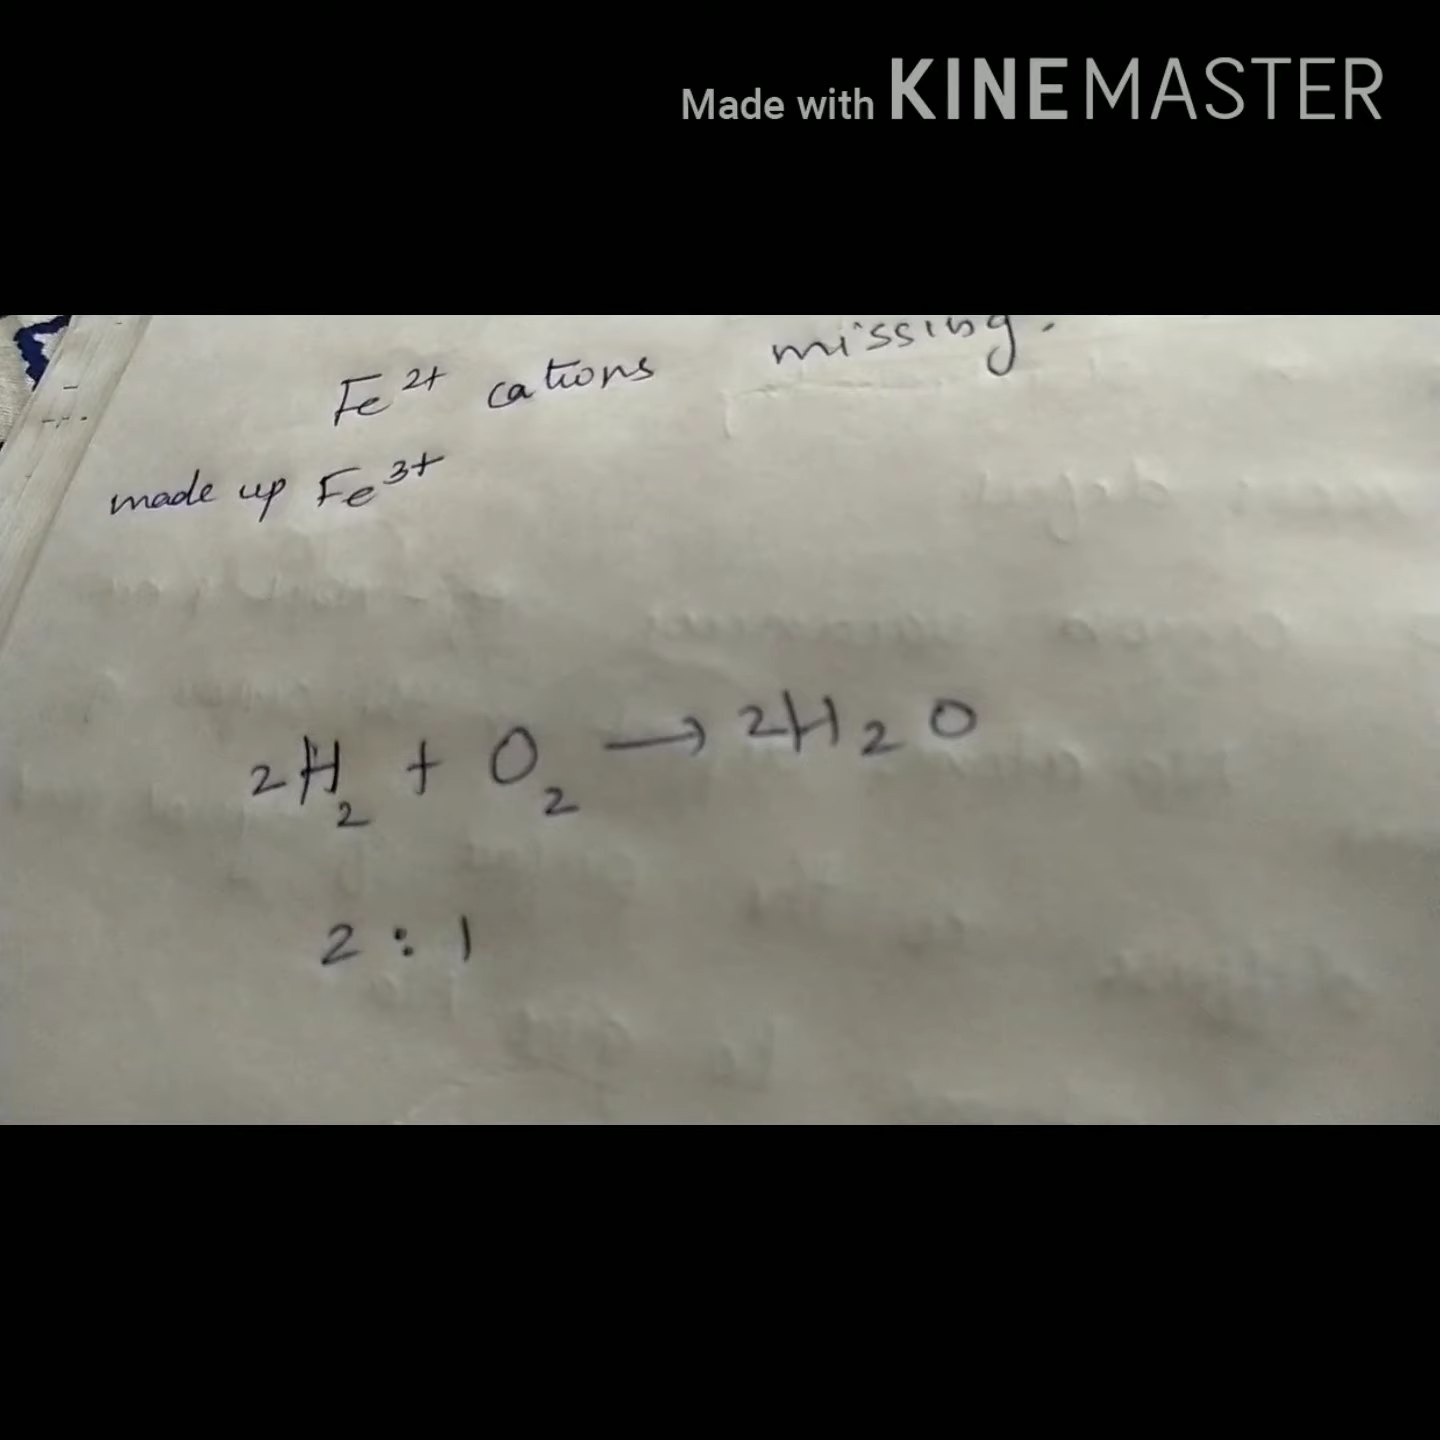 Made with KINEMASTER
Fe²⁺ cations missing.
made up Fe³⁺
2H₂ + O₂ → 2H₂O
2 : 1